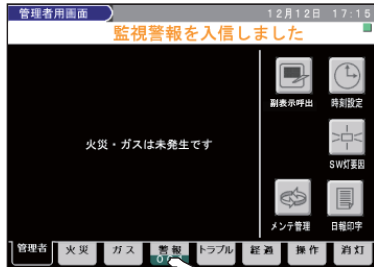 管理者用画面
12月12日 17:15
監視警報を入信しました
副表示呼出
時刻設定
火災・ガスは未発生です
SW灯要因
メンテ管理
日報印字
管理者
火災
ガス
警報
トラブル
経過
操作
消灯